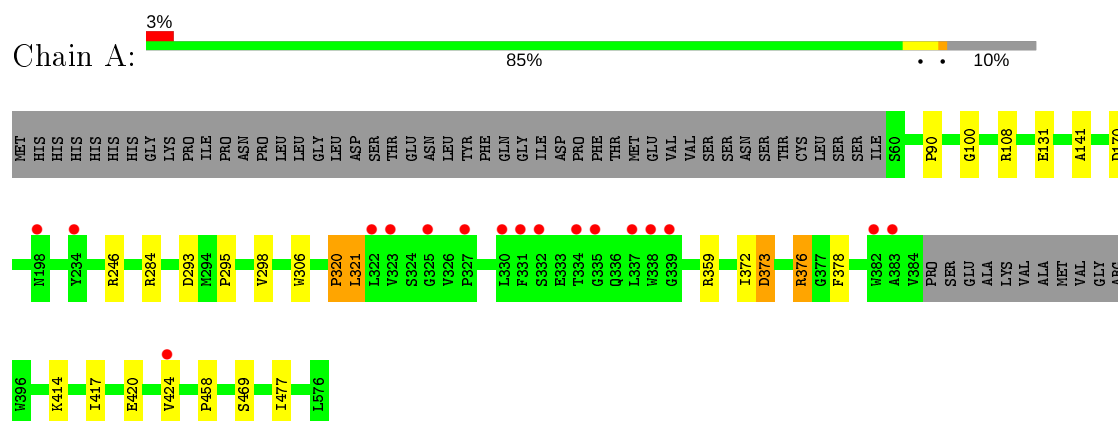 3%
Chain A:
85% • • 10%
MET HIS HIS HIS HIS HIS HIS GLY LYS PRO ILE PRO ASN PRO LEU LEU GLY LEU ASP SER THR GLU ASN LEU TYR PHE GLN GLY ILE ASP PRO PHE THR MET GLU VAL VAL SER SER ASN SER THR CYS LEU SER SER ILE S60 P90 G100 R108 E131 A141
N198 Y234 R246 R284 D293 M294 P295 V298 W306 P320 L321 L322 V323 S324 G325 V326 P327 L330 F331 S332 E333 T334 G335 Q336 L337 W338 G339 R359 I372 D373 R376 G377 F378 W382 A383 V384 PRO SER GLU ALA LYS VAL ALA MET VAL GLY
W396 K414 I417 E420 V424 P458 S469 I477 L576